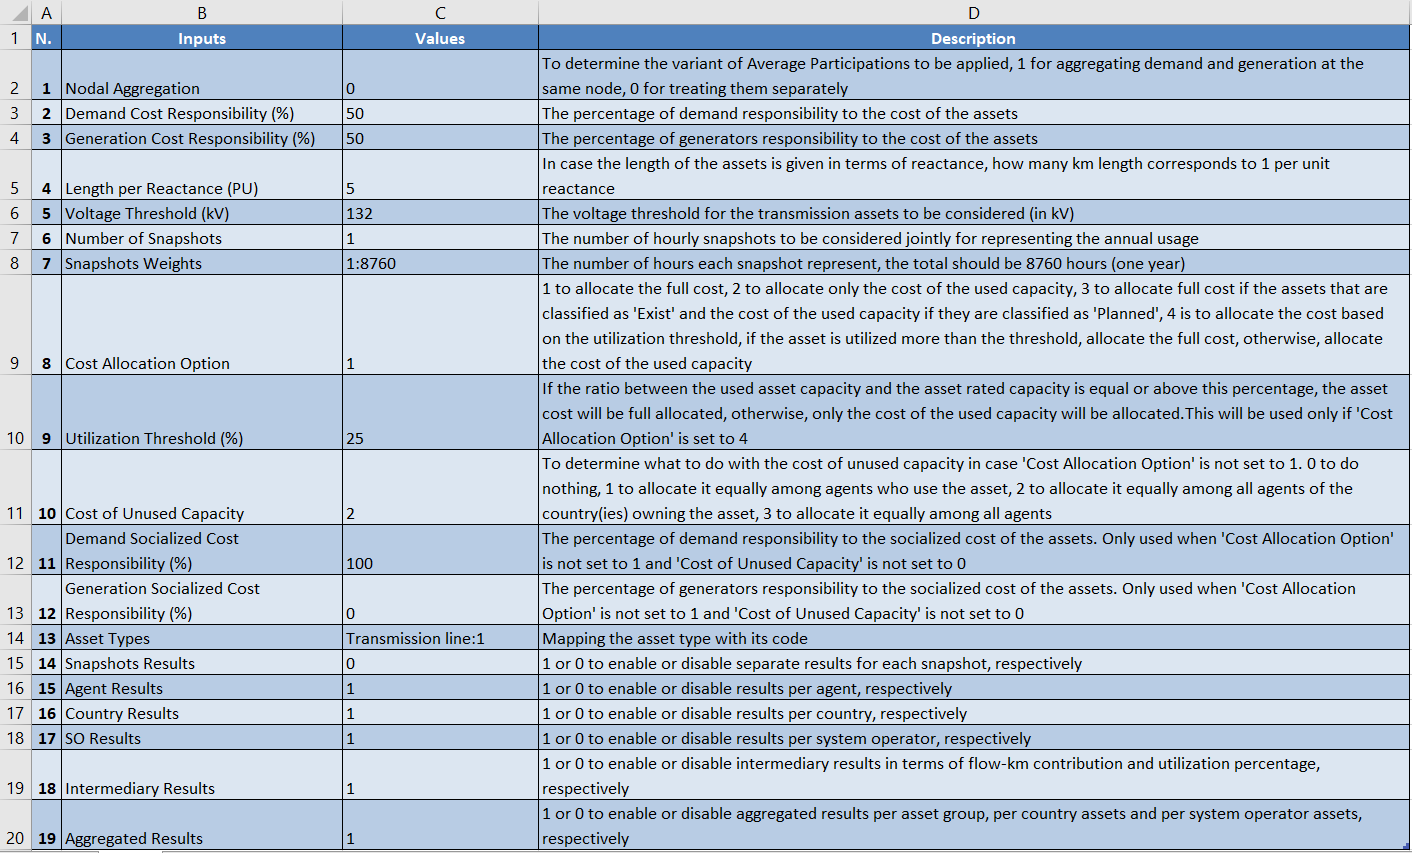 A B C D
1 N. Inputs Values Description
To determine the variant of Average Participations to be applied, 1 for aggregating demand and generation at the
2 1 Nodal Aggregation 0 same node, 0 for treating them separately
3 2 Demand Cost Responsibility (%) 50 The percentage of demand responsibility to the cost of the assets
4 3 Generation Cost Responsibility (%) 50 The percentage of generators responsibility to the cost of the assets
In case the length of the assets is given in terms of reactance, how many km length corresponds to 1 per unit
5 4 Length per Reactance (PU) 5 reactance
6 5 Voltage Threshold (kV) 132 The voltage threshold for the transmission assets to be considered (in kV)
7 6 Number of Snapshots 1 The number of hourly snapshots to be considered jointly for representing the annual usage
8 7 Snapshots Weights 1:8760 The number of hours each snapshot represent, the total should be 8760 hours (one year)
1 to allocate the full cost, 2 to allocate only the cost of the used capacity, 3 to allocate full cost if the assets that are
classified as 'Exist' and the cost of the used capacity if they are classified as 'Planned', 4 is to allocate the cost based
on the utilization threshold, if the asset is utilized more than the threshold, allocate the full cost, otherwise, allocate
9 8 Cost Allocation Option 1 the cost of the used capacity
If the ratio between the used asset capacity and the asset rated capacity is equal or above this percentage, the asset
cost will be full allocated, otherwise, only the cost of the used capacity will be allocated.This will be used only if 'Cost
10 9 Utilization Threshold (%) 25 Allocation Option' is set to 4
To determine what to do with the cost of unused capacity in case 'Cost Allocation Option' is not set to 1. 0 to do
nothing, 1 to allocate it equally among agents who use the asset, 2 to allocate it equally among all agents of the
11 10 Cost of Unused Capacity 2 country(ies) owning the asset, 3 to allocate it equally among all agents
Demand Socialized Cost The percentage of demand responsibility to the socialized cost of the assets. Only used when 'Cost Allocation Option'
12 11 Responsibility (%) 100 is not set to 1 and 'Cost of Unused Capacity' is not set to 0
Generation Socialized Cost The percentage of generators responsibility to the socialized cost of the assets. Only used when 'Cost Allocation
13 12 Responsibility (%) 0 Option' is not set to 1 and 'Cost of Unused Capacity' is not set to 0
14 13 Asset Types Transmission line:1 Mapping the asset type with its code
15 14 Snapshots Results 0 1 or 0 to enable or disable separate results for each snapshot, respectively
16 15 Agent Results 1 1 or 0 to enable or disable results per agent, respectively
17 16 Country Results 1 1 or 0 to enable or disable results per country, respectively
18 17 SO Results 1 1 or 0 to enable or disable results per system operator, respectively
1 or 0 to enable or disable intermediary results in terms of flow-km contribution and utilization percentage,
19 18 Intermediary Results 1 respectively
1 or 0 to enable or disable aggregated results per asset group, per country assets and per system operator assets,
20 19 Aggregated Results 1 respectively